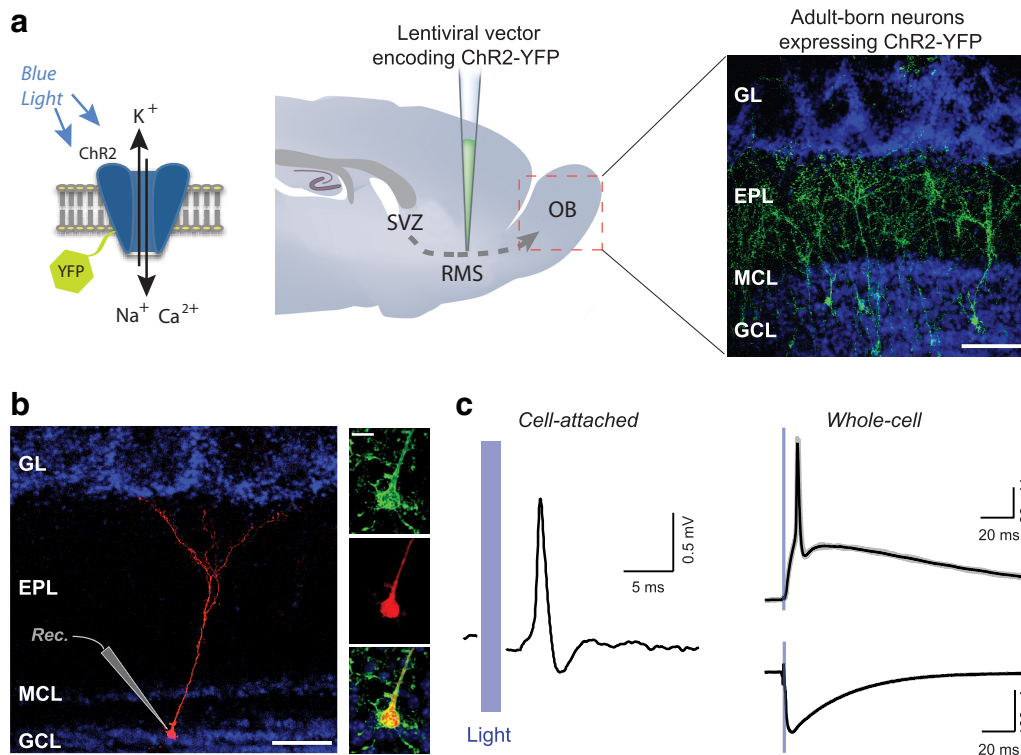 a
Blue
Light
K+
ChR2
YFP
Na+ Ca2+
Lentiviral vector
encoding ChR2-YFP
SVZ
RMS
OB
Adult-born neurons
expressing ChR2-YFP
GL
EPL
MCL
GCL
b
GL
EPL
Rec.
MCL
GCL
c
Cell-attached
0.5 mV
5 ms
Light
Whole-cell
20 ms
20 ms